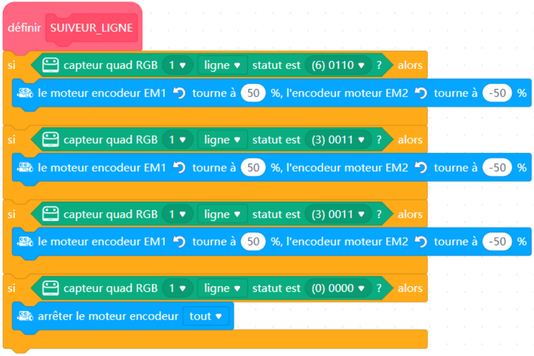 définir SUIVEUR_LIGNE
si capteur quad RGB 1 ligne statut est (6) 0110 ? alors
le moteur encodeur EM1 tourne à 50 %, l'encodeur moteur EM2 tourne à -50 %
si capteur quad RGB 1 ligne statut est (3) 0011 ? alors
le moteur encodeur EM1 tourne à 50 %, l'encodeur moteur EM2 tourne à -50 %
si capteur quad RGB 1 ligne statut est (3) 0011 ? alors
le moteur encodeur EM1 tourne à 50 %, l'encodeur moteur EM2 tourne à -50 %
si capteur quad RGB 1 ligne statut est (0) 0000 ? alors
arrêter le moteur encodeur tout